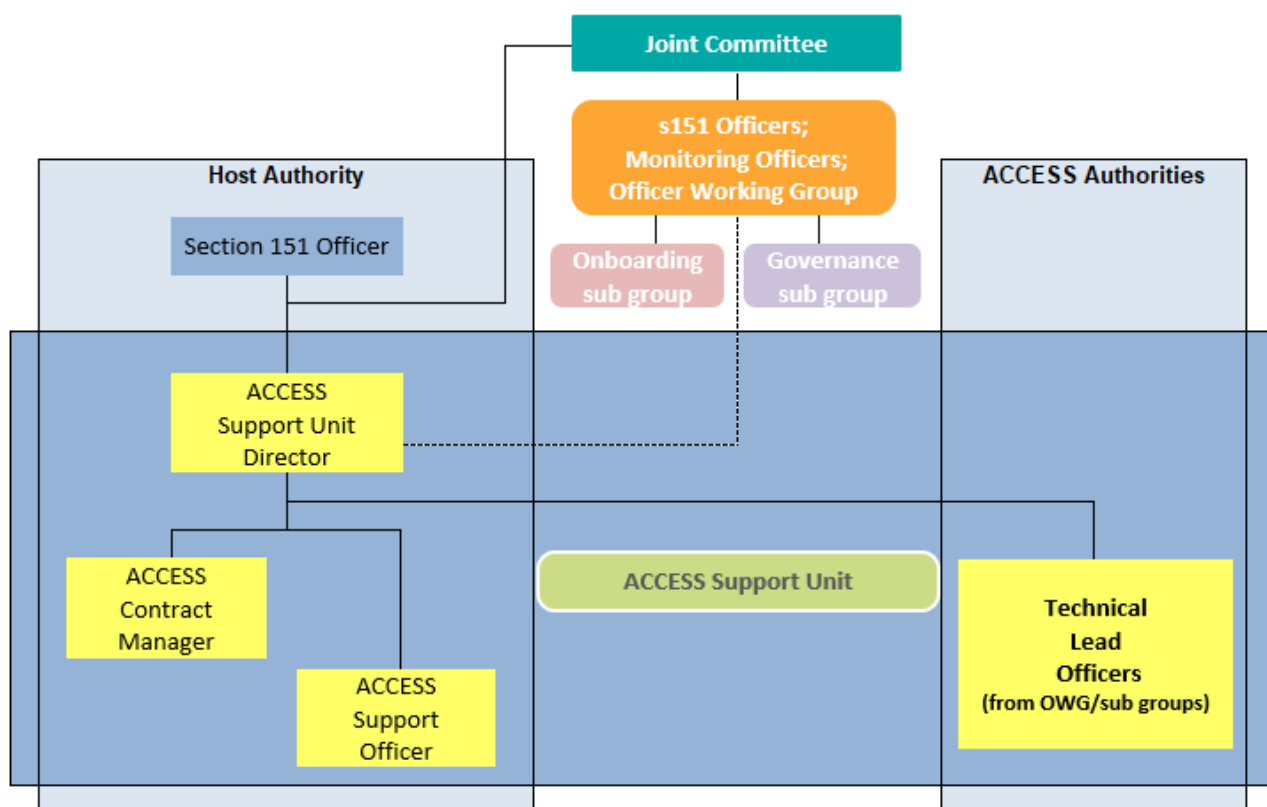 Joint Committee
s151 Officers;
Monitoring Officers;
Officer Working Group
Host Authority
ACCESS Authorities
Section 151 Officer
Onboarding
sub group
Governance
sub group
ACCESS
Support Unit
Director
ACCESS
Contract
Manager
ACCESS Support Unit
Technical
Lead
Officers
(from OWG/sub groups)
ACCESS
Support
Officer